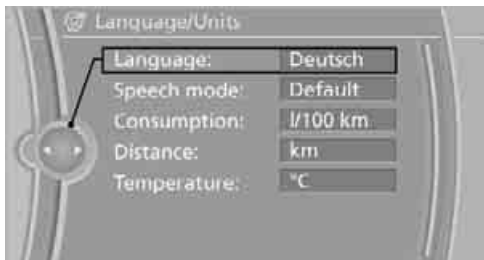 Language/Units
Language: Deutsch
Speech mode: Default
Consumption: l/100 km
Distance: km
Temperature: °C